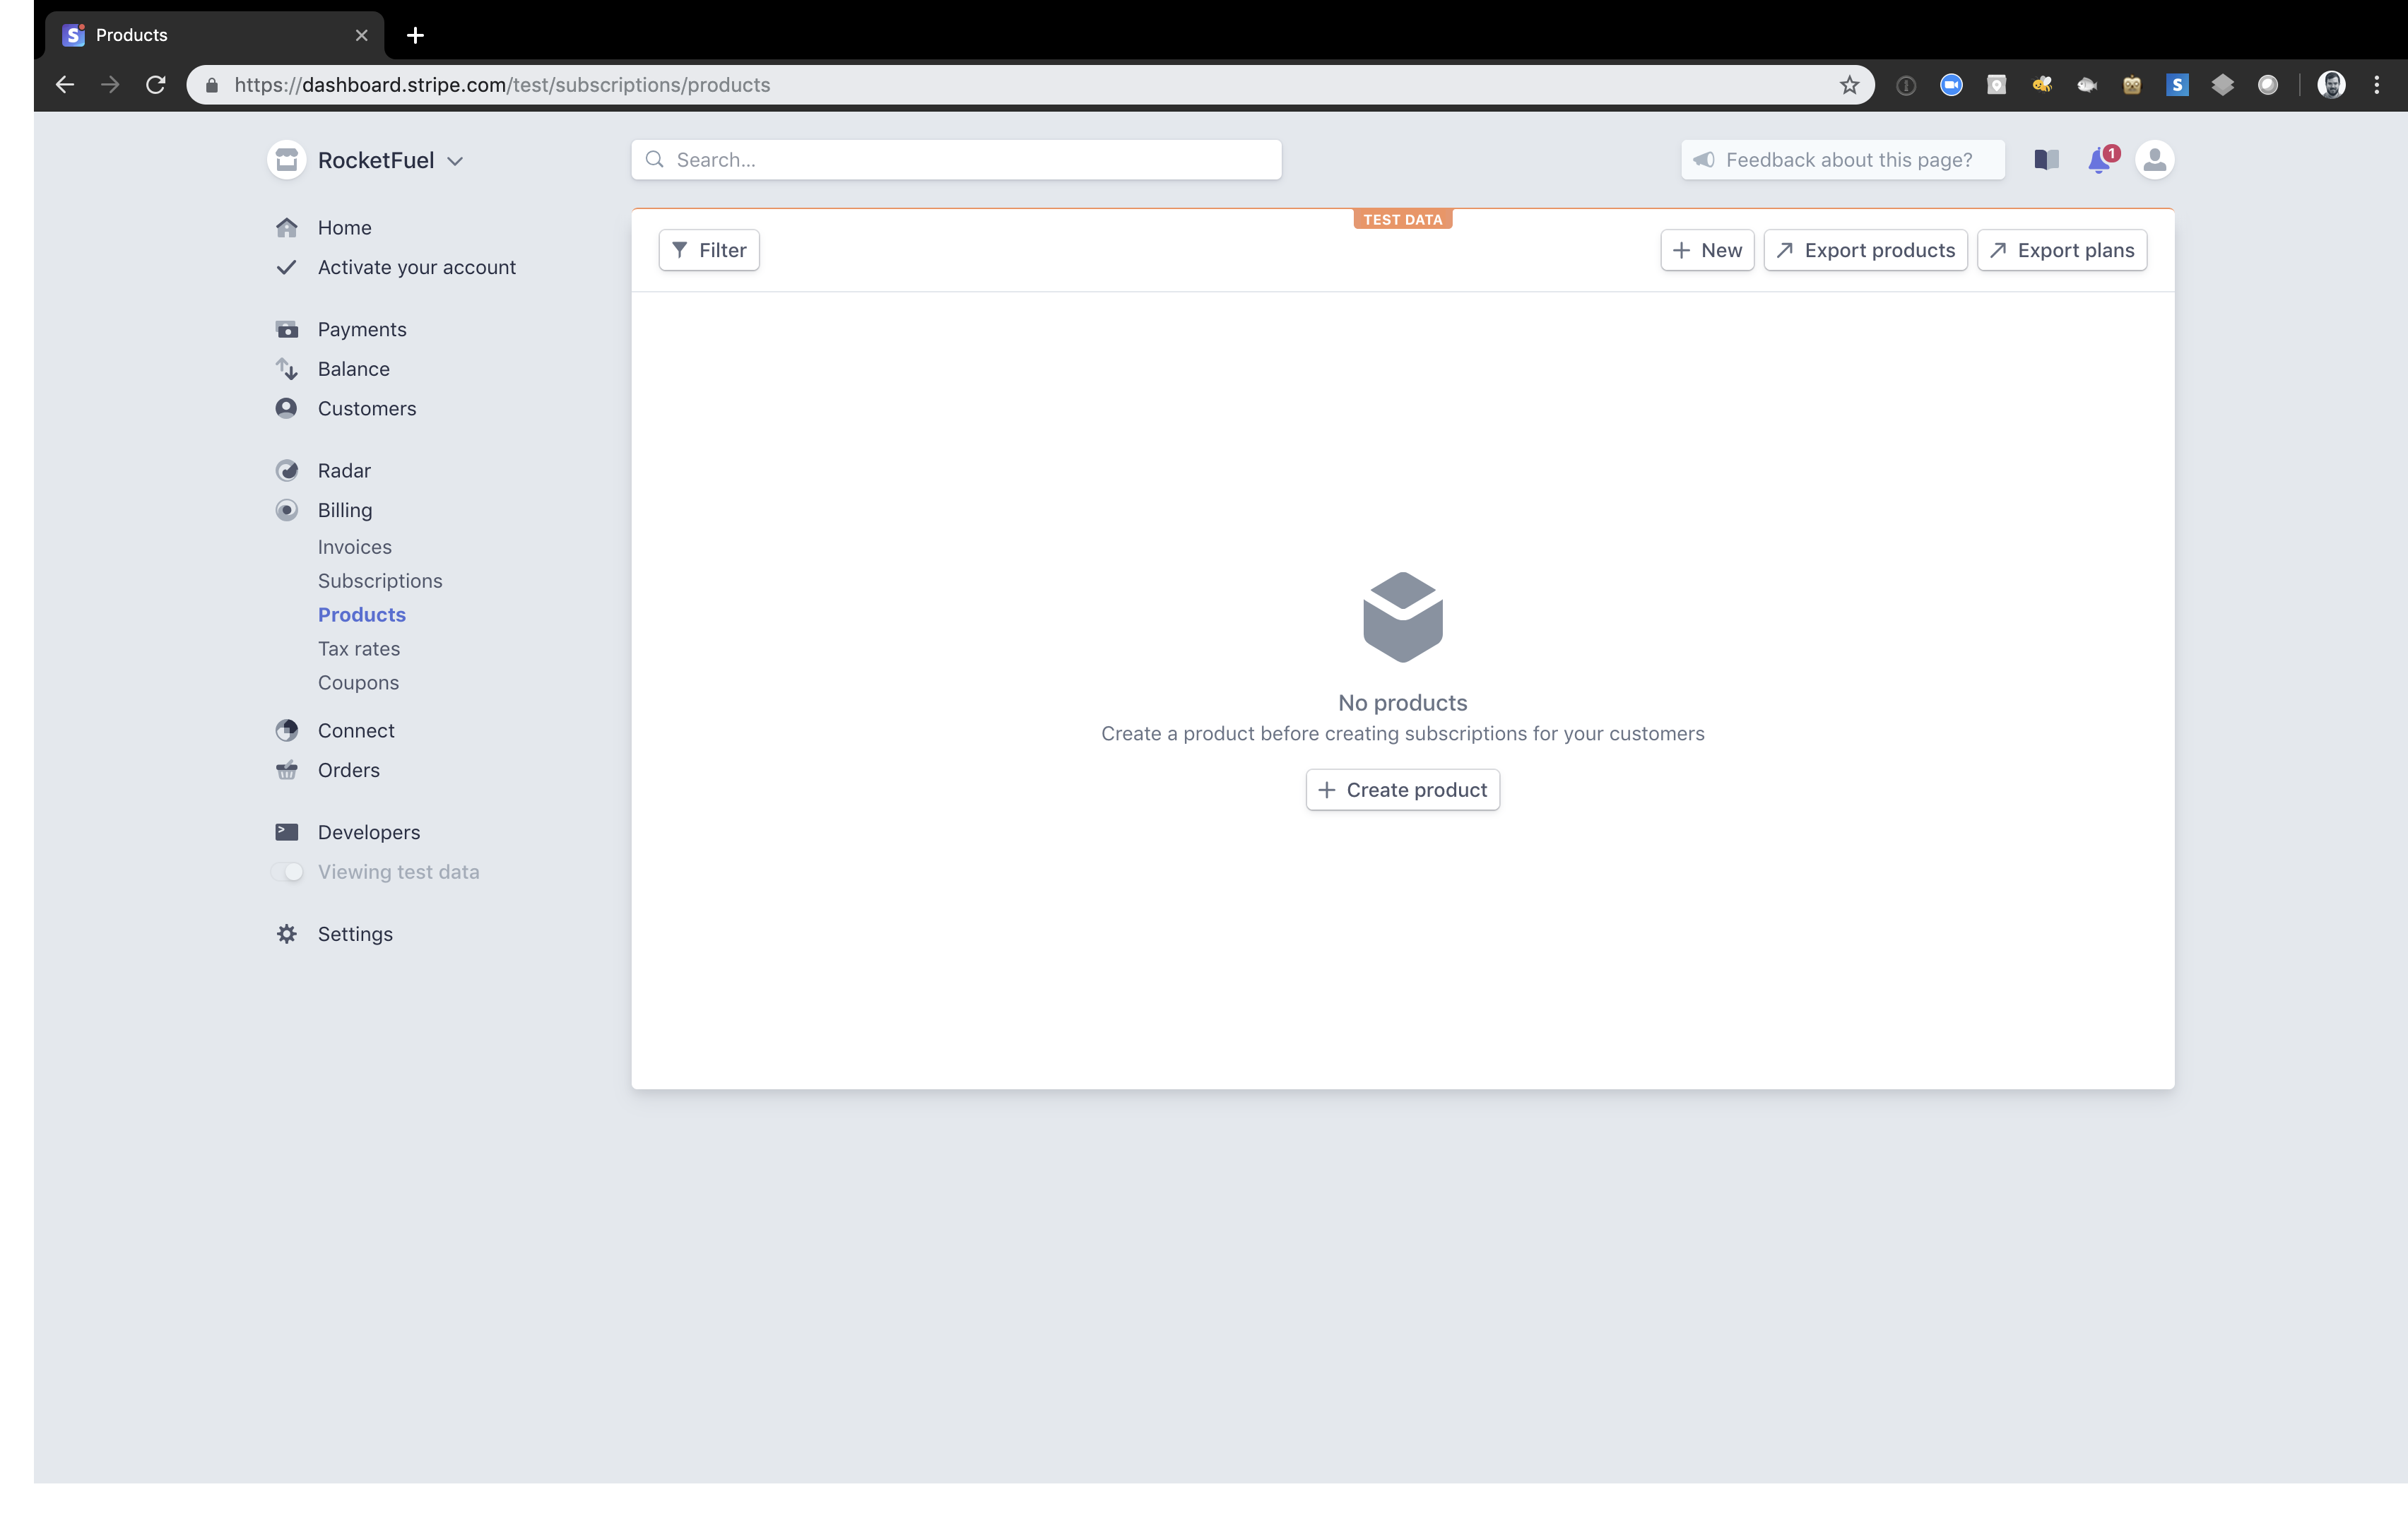 Products
https://dashboard.stripe.com/test/subscriptions/products
RocketFuel
Search...
Feedback about this page?
1
Home
Activate your account
Payments
Balance
Customers
Radar
Billing
Invoices
Subscriptions
Products
Tax rates
Coupons
Connect
Orders
Developers
Viewing test data
Settings
TEST DATA
Filter
New
Export products
Export plans
No products
Create a product before creating subscriptions for your customers
Create product